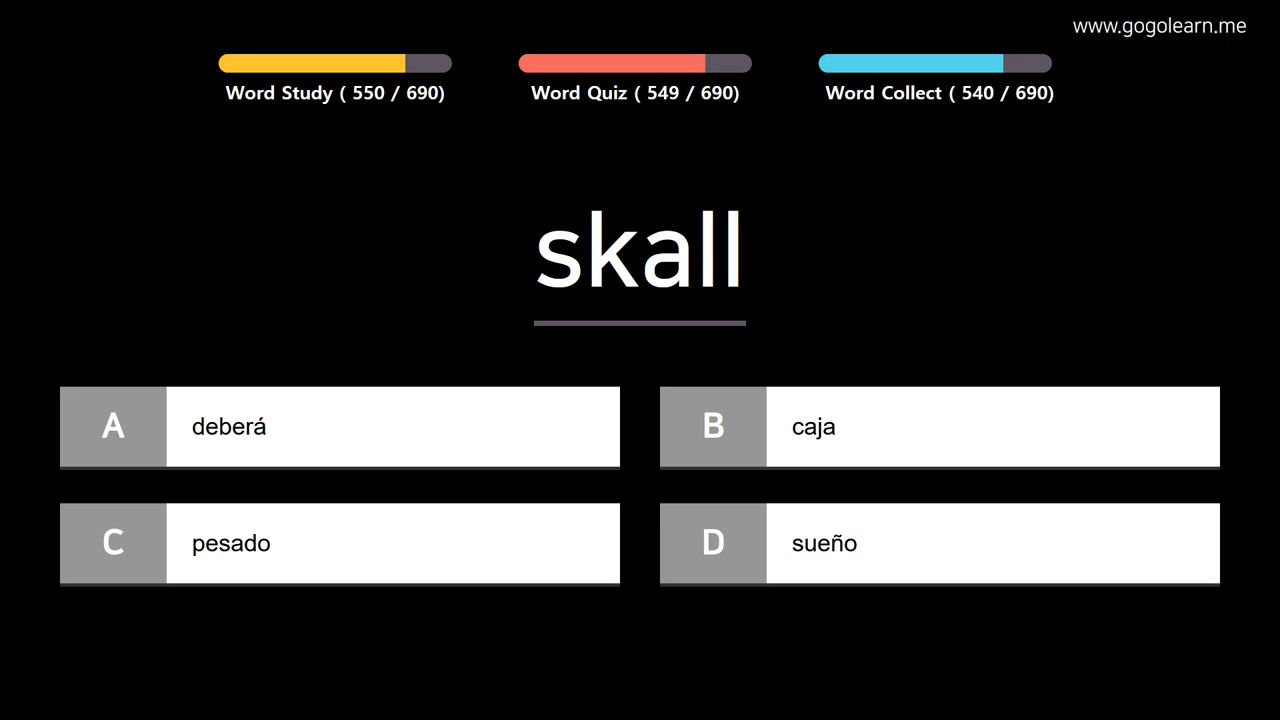 www.gogolearn.me
Word Study ( 550 / 690)
Word Quiz ( 549 / 690)
Word Collect ( 540 / 690)
skall
A deberá
B caja
C pesado
D sueño